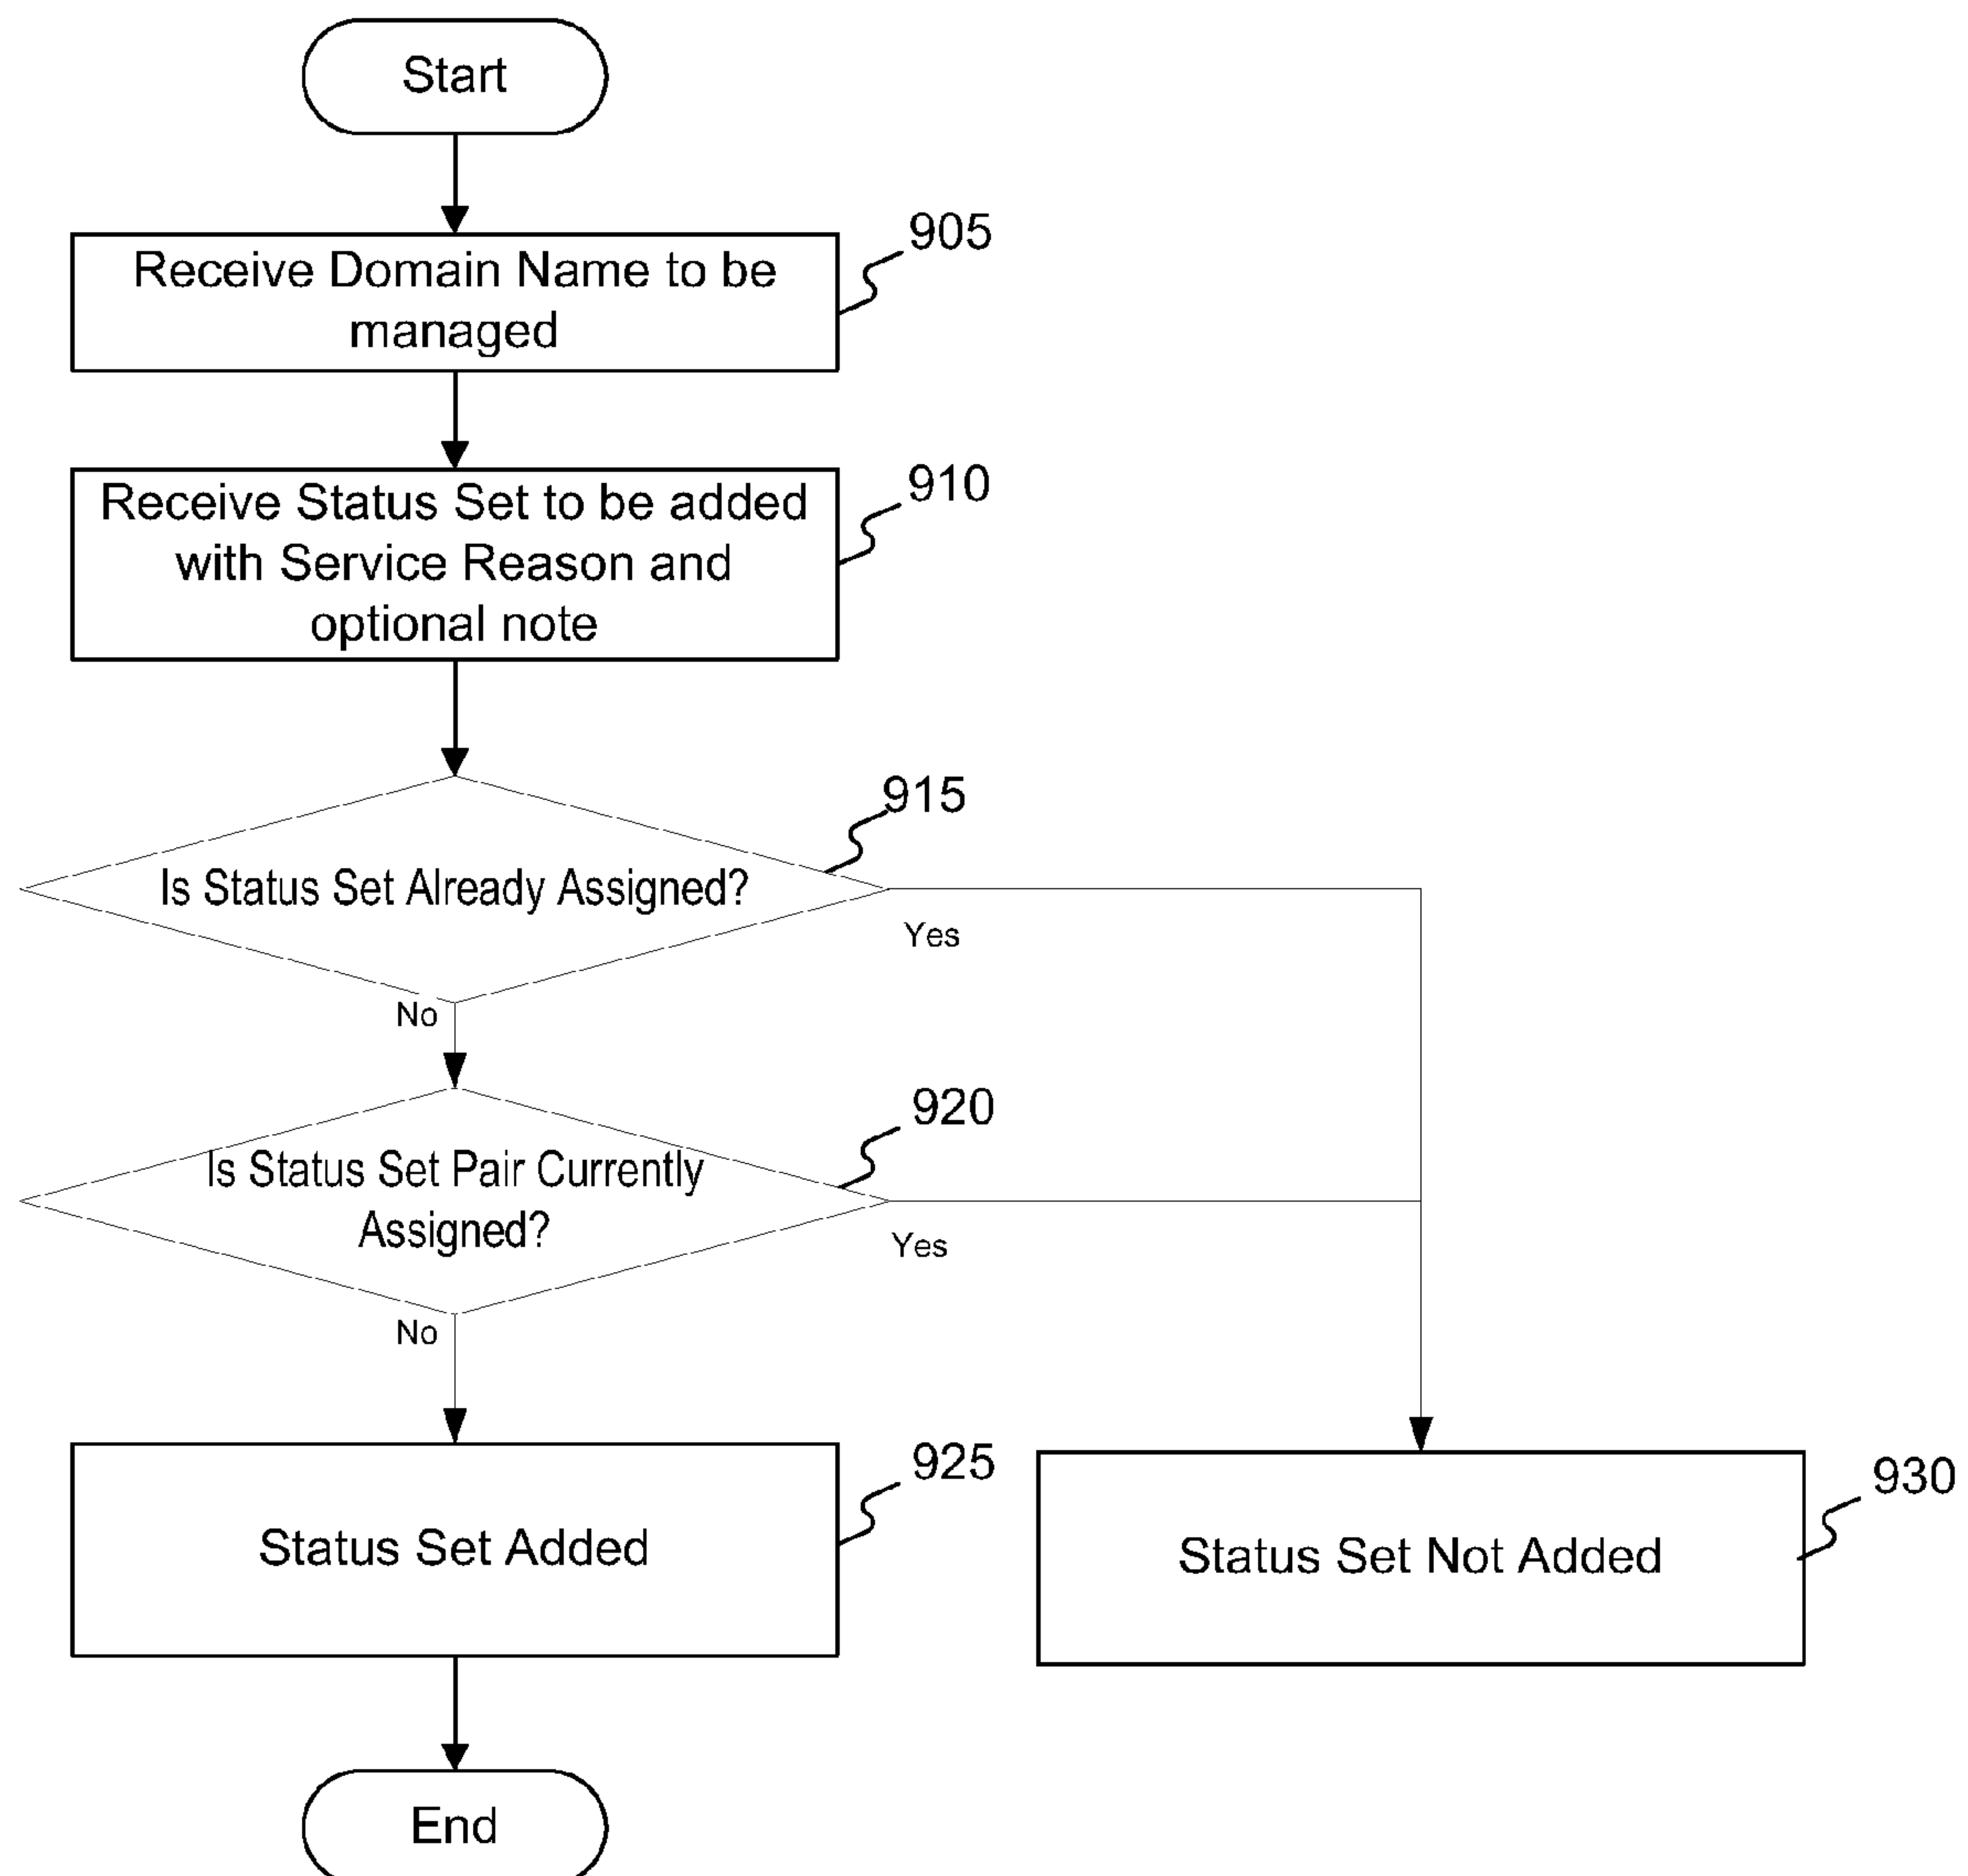 Start
905
Receive Domain Name to be
managed
910
Receive Status Set to be added
with Service Reason and
optional note
915
Is Status Set Already Assigned?
Yes
No
920
Is Status Set Pair Currently
Assigned?
Yes
No
925
Status Set Added
930
Status Set Not Added
End